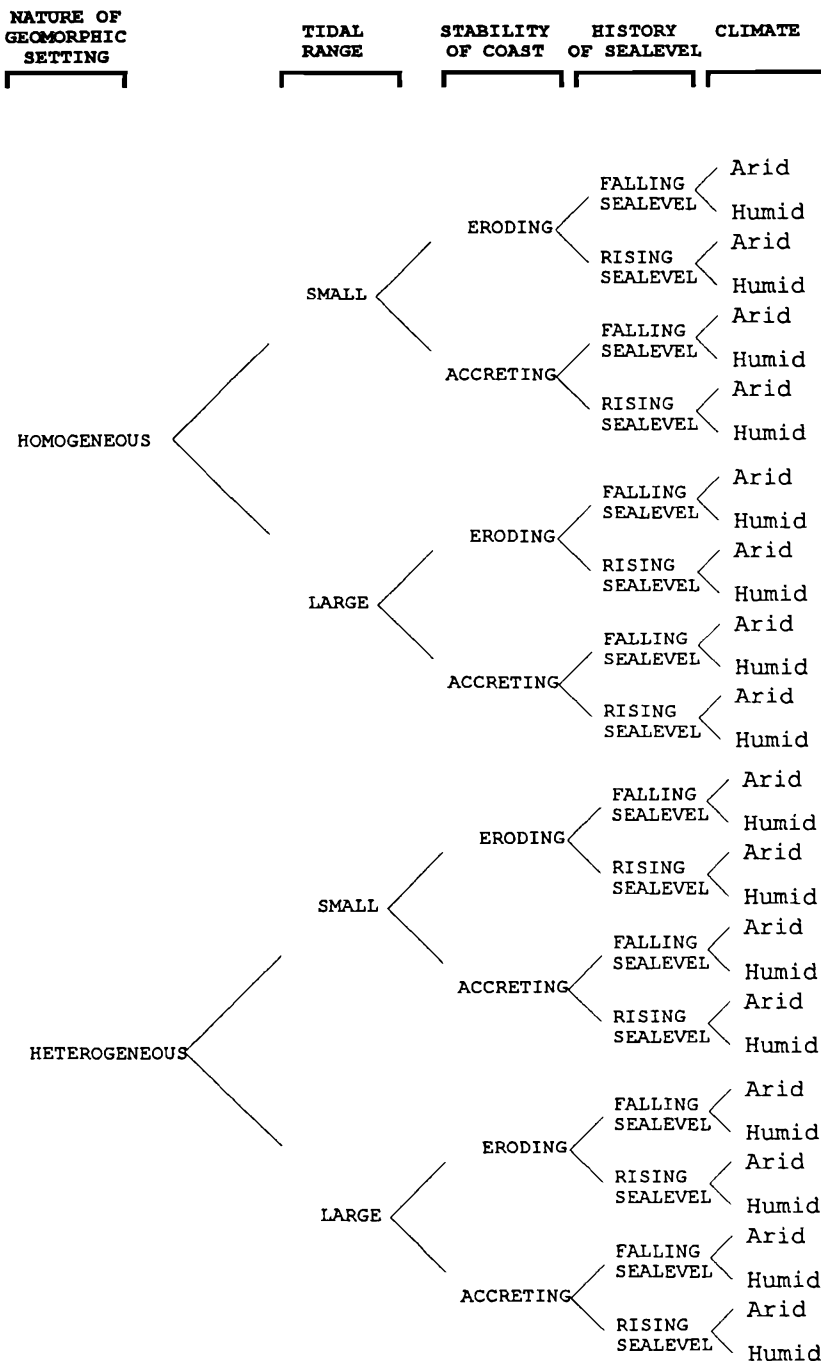 NATURE OF
GEOMORPHIC
SETTING
TIDAL
RANGE
STABILITY
OF COAST
HISTORY
OF SEALEVEL
CLIMATE
HOMOGENEOUS
SMALL
ERODING
FALLING
SEALEVEL
Arid
Humid
RISING
SEALEVEL
Arid
Humid
ACCRETING
FALLING
SEALEVEL
Arid
Humid
RISING
SEALEVEL
Arid
Humid
LARGE
ERODING
FALLING
SEALEVEL
Arid
Humid
RISING
SEALEVEL
Arid
Humid
ACCRETING
FALLING
SEALEVEL
Arid
Humid
RISING
SEALEVEL
Arid
Humid
HETEROGENEOUS
SMALL
ERODING
FALLING
SEALEVEL
Arid
Humid
RISING
SEALEVEL
Arid
Humid
ACCRETING
FALLING
SEALEVEL
Arid
Humid
RISING
SEALEVEL
Arid
Humid
LARGE
ERODING
FALLING
SEALEVEL
Arid
Humid
RISING
SEALEVEL
Arid
Humid
ACCRETING
FALLING
SEALEVEL
Arid
Humid
RISING
SEALEVEL
Arid
Humid